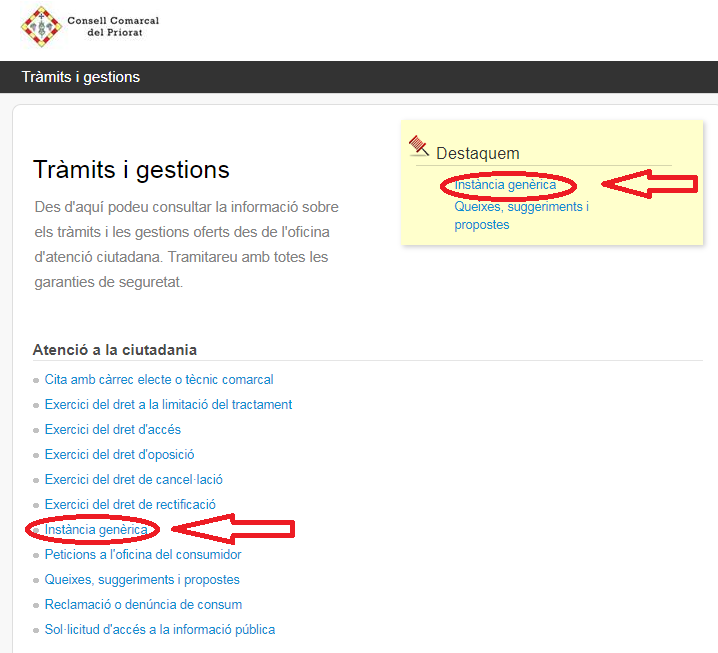 Consell Comarcal
del Priorat
Tràmits i gestions
Tràmits i gestions
Des d'aquí podeu consultar la informació sobre
els tràmits i les gestions oferts des de l'oficina
d'atenció ciutadana. Tramitareu amb totes les
garanties de seguretat.
Destaquem
Instància genèrica
Queixes, suggeriments i
propostes
Atenció a la ciutadania
Cita amb càrrec electe o tècnic comarcal
Exercici del dret a la limitació del tractament
Exercici del dret d'accés
Exercici del dret d'oposició
Exercici del dret de cancel·lació
Exercici del dret de rectificació
Instància genèrica
Peticions a l'oficina del consumidor
Queixes, suggeriments i propostes
Reclamació o denúncia de consum
Sol·licitud d'accés a la informació pública